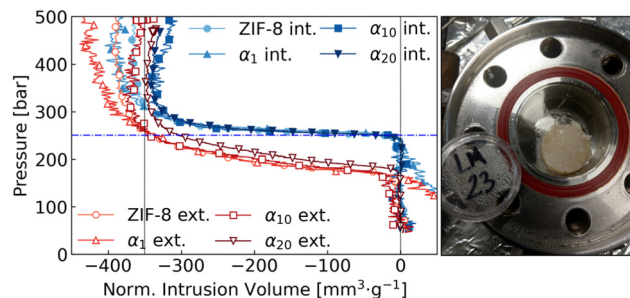 500
400
300
200
100
0
Pressure [bar]
ZIF-8 int.
α₁ int.
α₁₀ int.
α₂₀ int.
ZIF-8 ext.
α₁ ext.
α₁₀ ext.
α₂₀ ext.
−400 −300 −200 −100 0
Norm. Intrusion Volume [mm³·g⁻¹]
LM
23